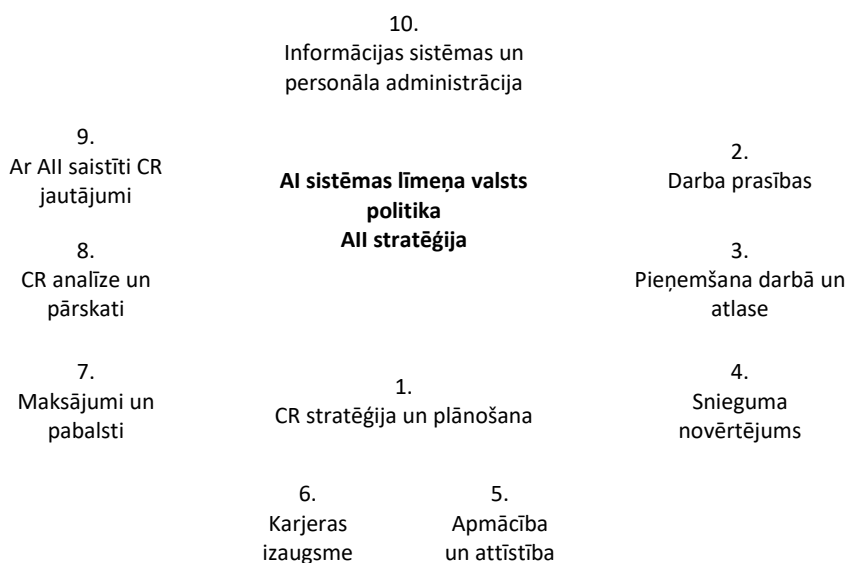 10.
Informācijas sistēmas un
personāla administrācija
9.
Ar AII saistīti CR
jautājumi
AI sistēmas līmeņa valsts
politika
AII stratēģija
2.
Darba prasības
8.
CR analīze un
pārskati
3.
Pieņemšana darbā un
atlase
7.
Maksājumi un
pabalsti
1.
CR stratēģija un plānošana
4.
Snieguma
novērtējums
6.
Karjeras
izaugsme
5.
Apmācība
un attīstība